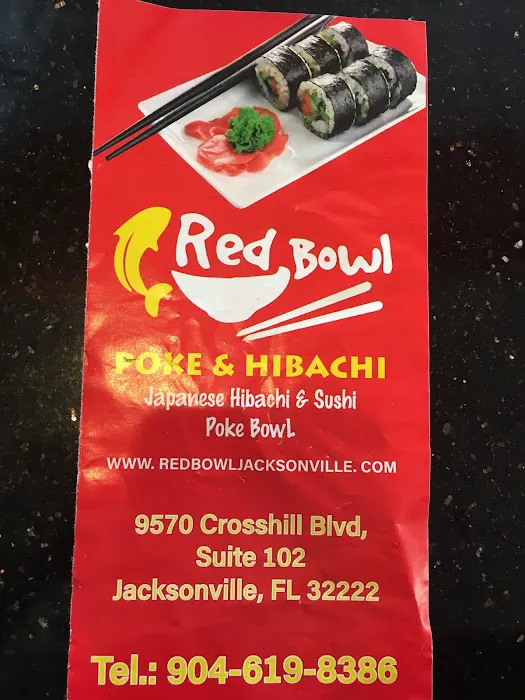 Red Bowl
POKE & HIBACHI
Japanese Hibachi & Sushi
Poke Bowl
WWW. REDBOWLJACKSONVILLE. COM
9570 Crosshill Blvd,
Suite 102
Jacksonville, FL 32222
Tel.: 904-619-8386